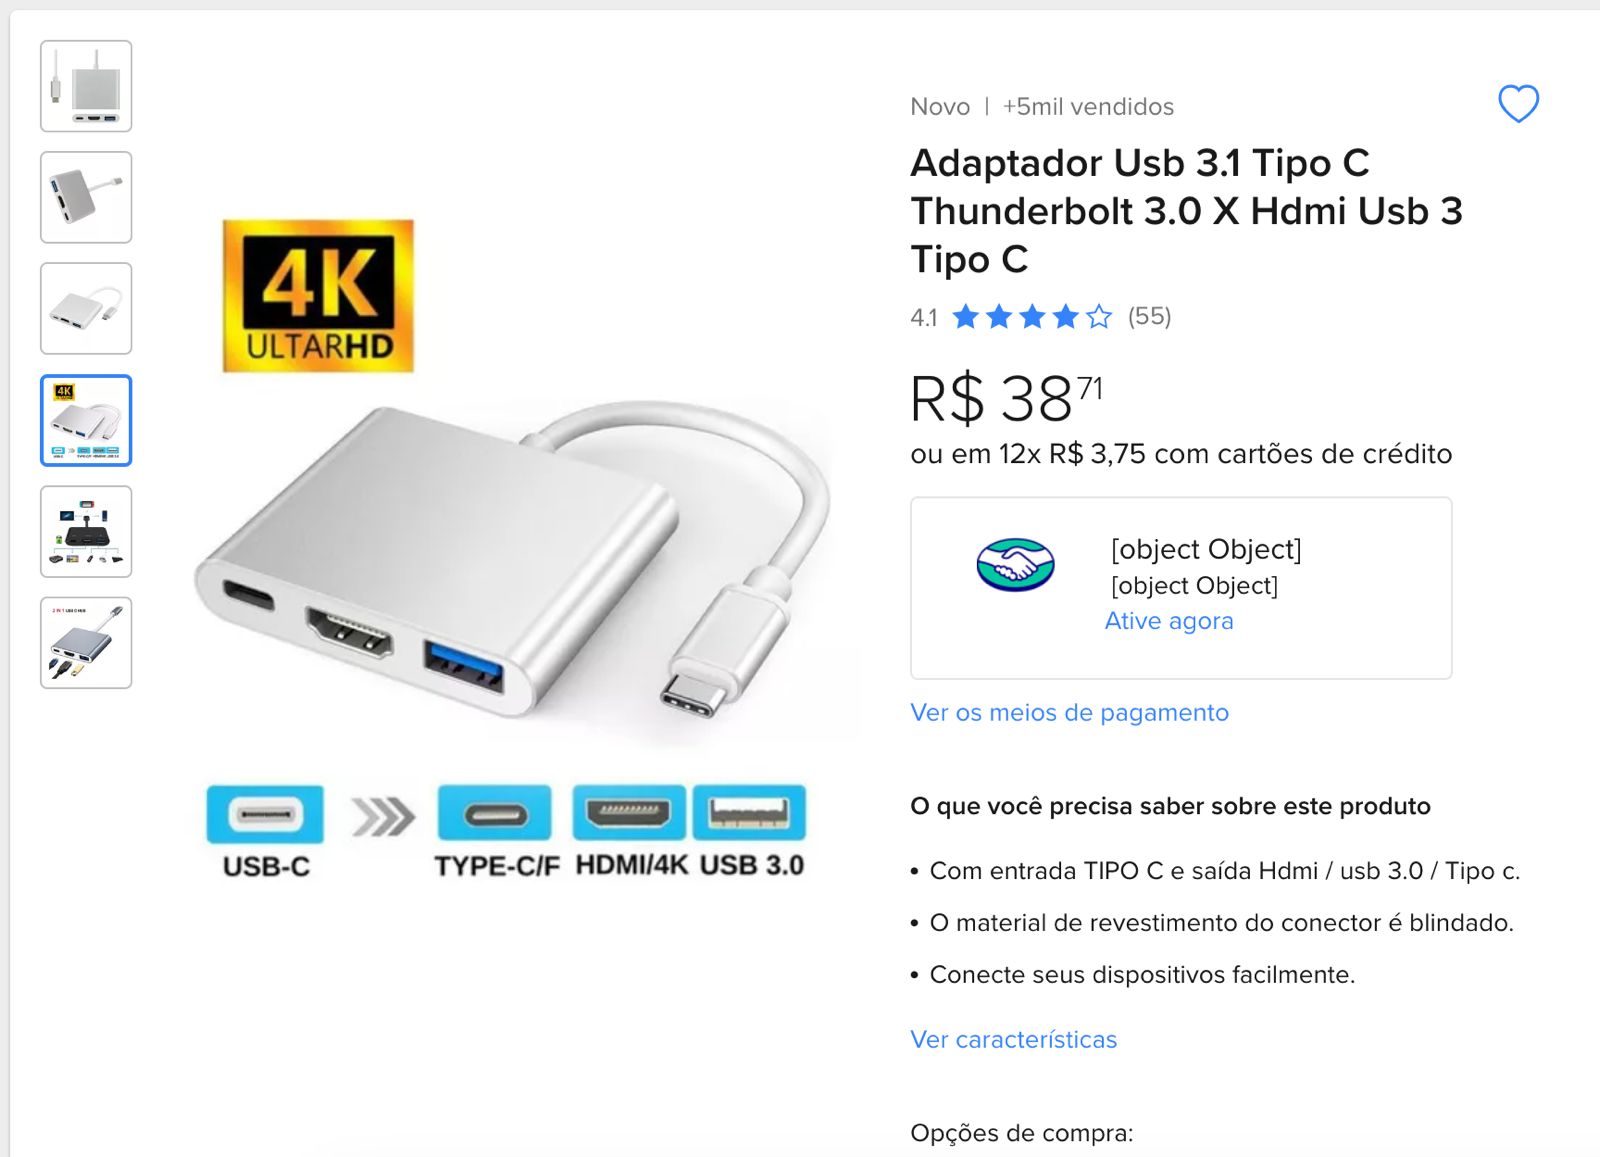 Novo | +5mil vendidos
Adaptador Usb 3.1 Tipo C
Thunderbolt 3.0 X Hdmi Usb 3
Tipo C
4.1 (55)
R$ 38 71
ou em 12x R$ 3,75 com cartões de crédito
[object Object]
[object Object]
Ative agora
Ver os meios de pagamento
O que você precisa saber sobre este produto
• Com entrada TIPO C e saída Hdmi / usb 3.0 / Tipo c.
• O material de revestimento do conector é blindado.
• Conecte seus dispositivos facilmente.
Ver características
Opções de compra:
4K
ULTARHD
USB-C
TYPE-C/F HDMI/4K USB 3.0
4K